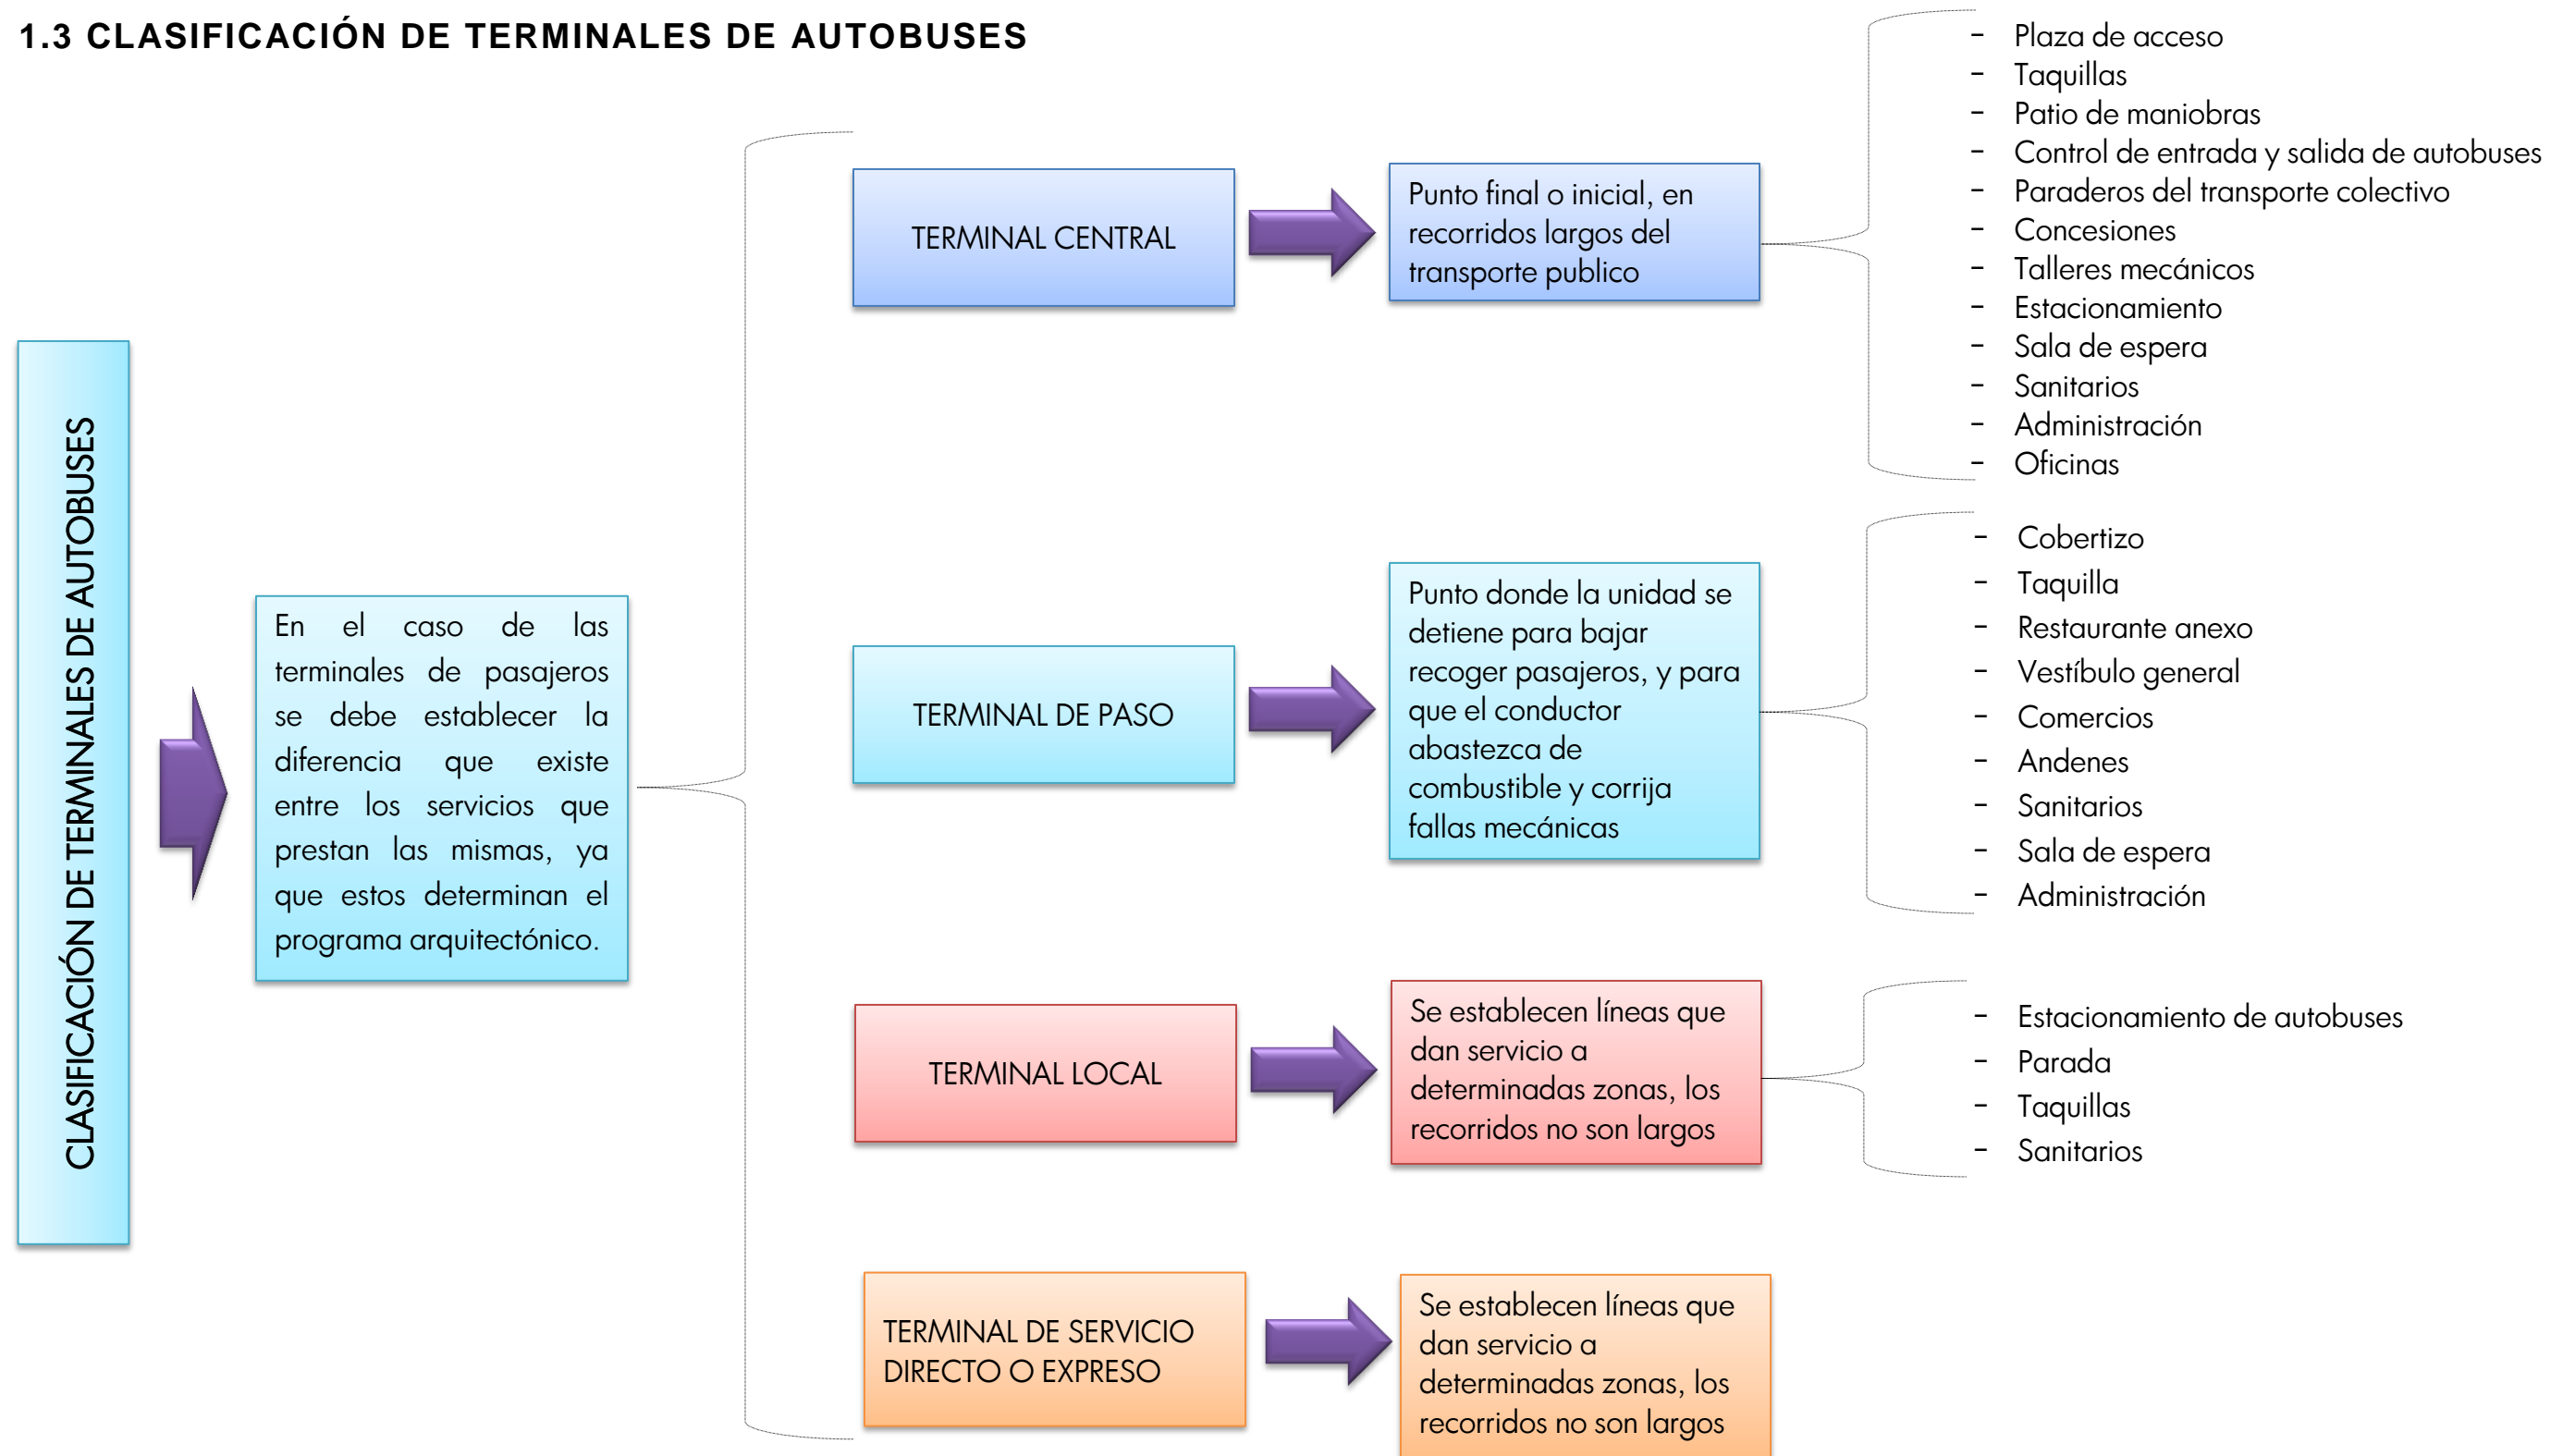 1.3 CLASIFICACIÓN DE TERMINALES DE AUTOBUSES
CLASIFICACIÓN DE TERMINALES DE AUTOBUSES
En el caso de las
terminales de pasajeros
se debe establecer la
diferencia que existe
entre los servicios que
prestan las mismas, ya
que estos determinan el
programa arquitectónico.
TERMINAL CENTRAL
Punto final o inicial, en
recorridos largos del
transporte publico
- Plaza de acceso
- Taquillas
- Patio de maniobras
- Control de entrada y salida de autobuses
- Paraderos del transporte colectivo
- Concesiones
- Talleres mecánicos
- Estacionamiento
- Sala de espera
- Sanitarios
- Administración
- Oficinas
TERMINAL DE PASO
Punto donde la unidad se
detiene para bajar
recoger pasajeros, y para
que el conductor
abastezca de
combustible y corrija
fallas mecánicas
- Cobertizo
- Taquilla
- Restaurante anexo
- Vestíbulo general
- Comercios
- Andenes
- Sanitarios
- Sala de espera
- Administración
TERMINAL LOCAL
Se establecen líneas que
dan servicio a
determinadas zonas, los
recorridos no son largos
- Estacionamiento de autobuses
- Parada
- Taquillas
- Sanitarios
TERMINAL DE SERVICIO
DIRECTO O EXPRESO
Se establecen líneas que
dan servicio a
determinadas zonas, los
recorridos no son largos